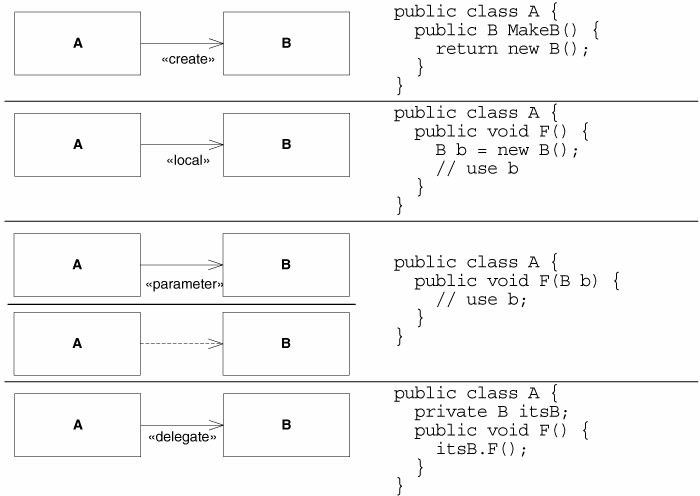 A B
«create»
public class A {
public B MakeB() {
return new B();
}
}
A B
«local»
public class A {
public void F() {
B b = new B();
// use b
}
}
A B
«parameter»
A B
public class A {
public void F(B b) {
// use b;
}
}
A B
«delegate»
public class A {
private B itsB;
public void F() {
itsB.F();
}
}